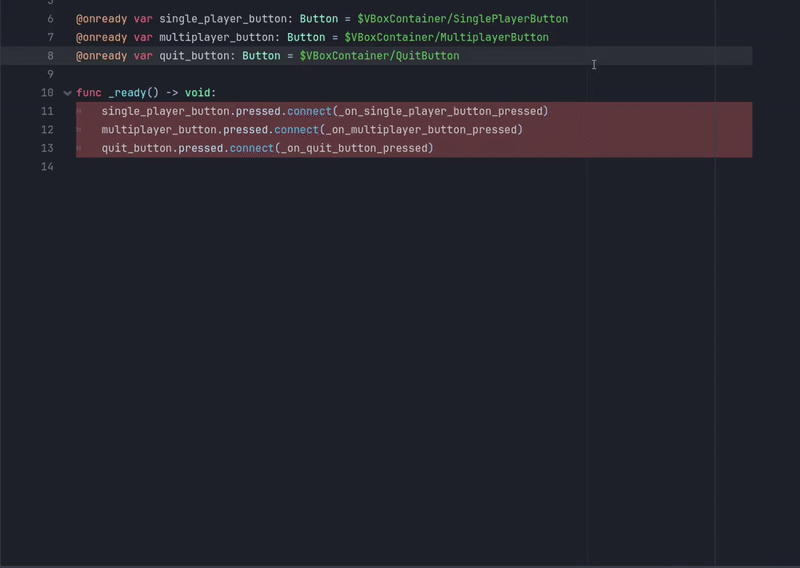 6 @onready var single_player_button: Button = $VBoxContainer/SinglePlayerButton
7 @onready var multiplayer_button: Button = $VBoxContainer/MultiplayerButton
8 @onready var quit_button: Button = $VBoxContainer/QuitButton
9
10 func _ready() -> void:
11 single_player_button.pressed.connect(_on_single_player_button_pressed)
12 multiplayer_button.pressed.connect(_on_multiplayer_button_pressed)
13 quit_button.pressed.connect(_on_quit_button_pressed)
14